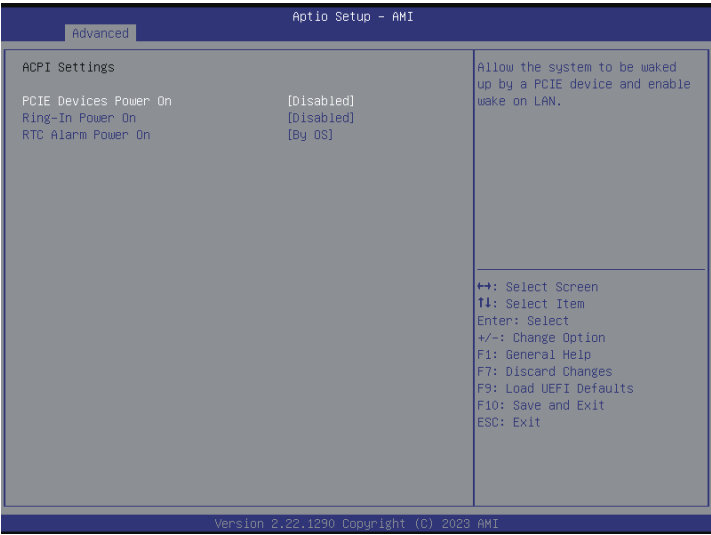 Aptio Setup – AMI
Advanced
ACPI Settings
PCIE Devices Power On [Disabled]
Ring-In Power On [Disabled]
RTC Alarm Power On [By OS]
Allow the system to be waked
up by a PCIE device and enable
wake on LAN.
↔: Select Screen
↑↓: Select Item
Enter: Select
+/-: Change Option
F1: General Help
F7: Discard Changes
F9: Load UEFI Defaults
F10: Save and Exit
ESC: Exit
Version 2.22.1290 Copyright (C) 2023 AMI